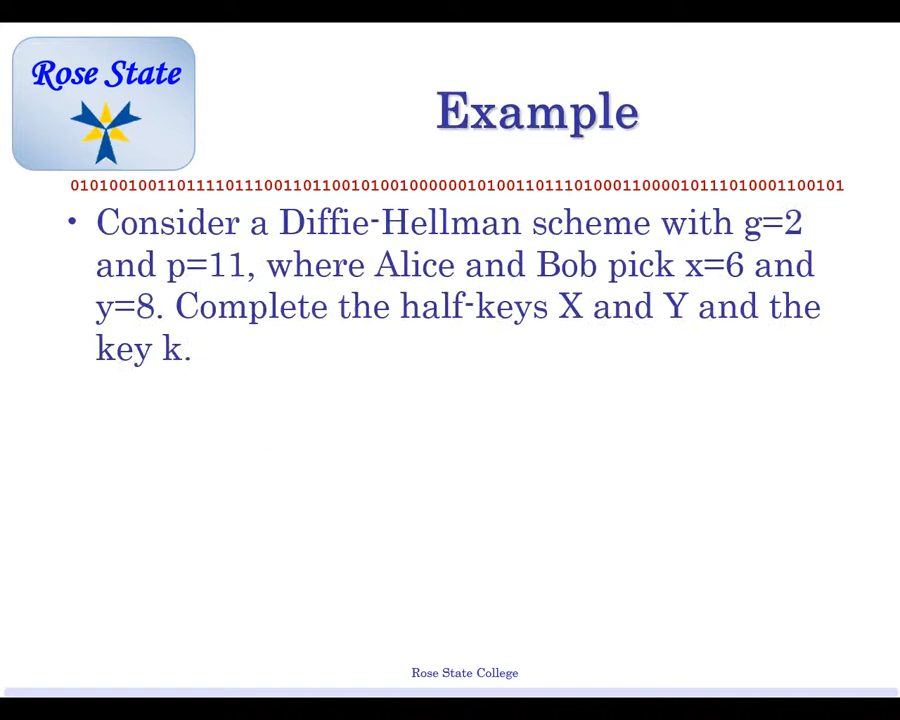 Rose State
Example
01010010011011110111001101100101001000000101001101110100011000010111010001100101
• Consider a Diffie-Hellman scheme with g=2
and p=11, where Alice and Bob pick x=6 and
y=8. Complete the half-keys X and Y and the
key k.
Rose State College